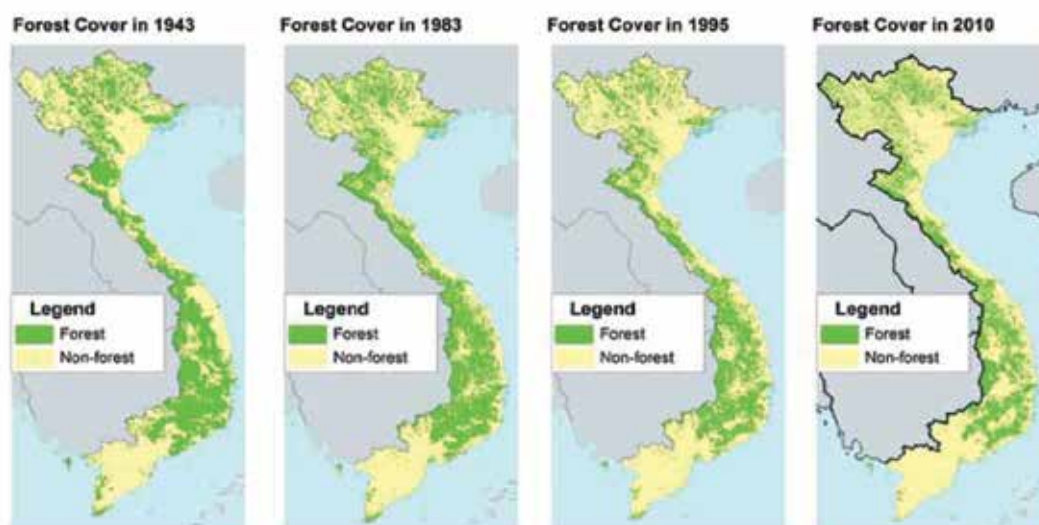 Forest Cover in 1943
Legend
Forest
Non-forest
Forest Cover in 1983
Legend
Forest
Non-forest
Forest Cover in 1995
Legend
Forest
Non-forest
Forest Cover in 2010
Legend
Forest
Non-forest